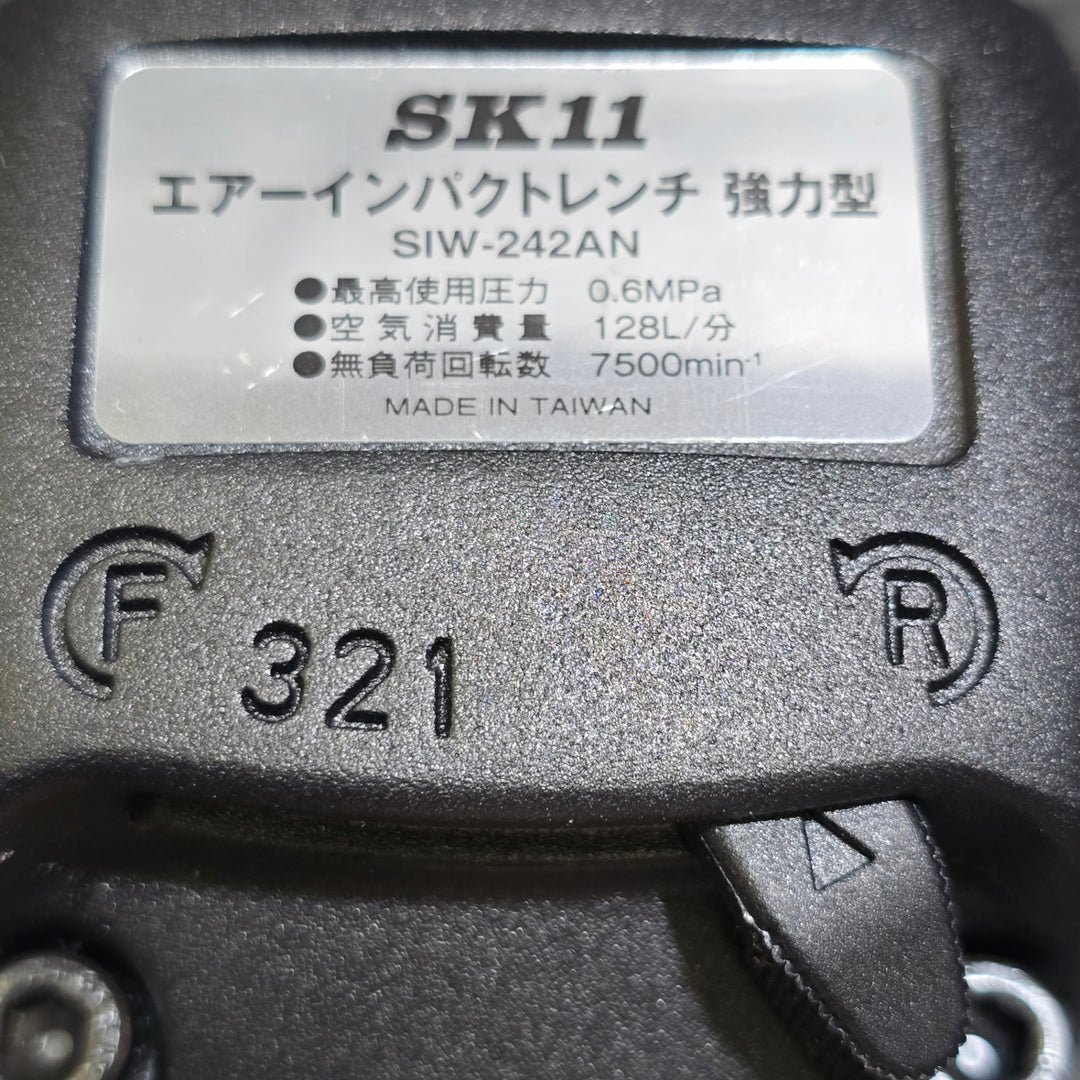 SK11
エアーインパクトレンチ 強力型
SIW-242AN
●最高使用圧力 0.6MPa
●空気消費量 128L/分
●無負荷回転数 7500min⁻¹
MADE IN TAIWAN
F 321 R